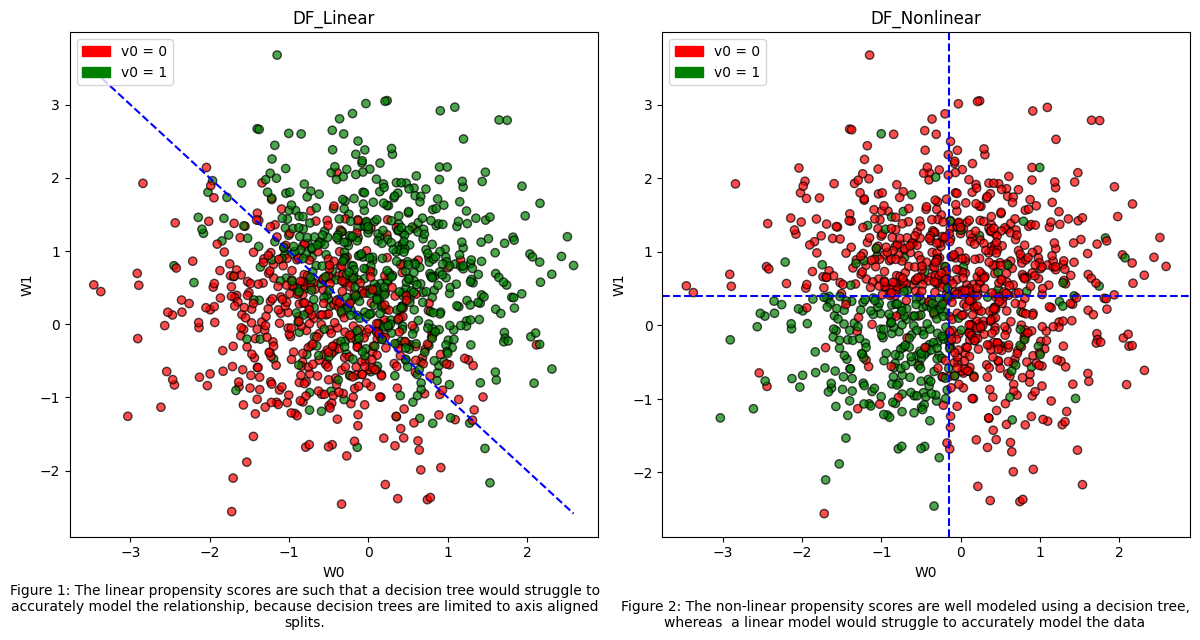 DF_Linear
v0 = 0
v0 = 1
3
2
1
0
−1
−2
W1
−3
−2
−1
0
1
2
W0
Figure 1: The linear propensity scores are such that a decision tree would struggle to
accurately model the relationship, because decision trees are limited to axis aligned
splits.
DF_Nonlinear
v0 = 0
v0 = 1
3
2
1
0
−1
−2
W1
−3
−2
−1
0
1
2
W0
Figure 2: The non-linear propensity scores are well modeled using a decision tree,
whereas  a linear model would struggle to accurately model the data